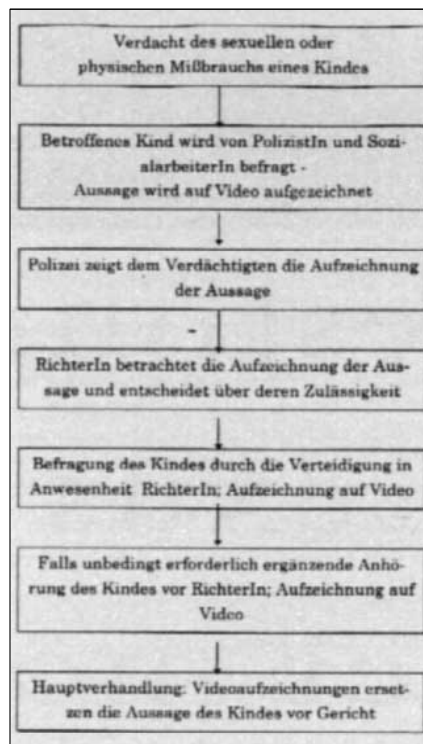 Verdacht des sexuellen oder
physischen Mißbrauchs eines Kindes
Betroffenes Kind wird von PolizistIn und Sozi-
alarbeiterIn befragt -
Aussage wird auf Video aufgezeichnet
Polizei zeigt dem Verdächtigten die Aufzeichnung
der Aussage
RichterIn betrachtet die Aufzeichnung der Aus-
sage und entscheidet über deren Zulässigkeit
Befragung des Kindes durch die Verteidigung in
Anwesenheit RichterIn; Aufzeichnung auf Video
Falls unbedingt erforderlich ergänzende Anhö-
rung des Kindes vor RichterIn; Aufzeichnung auf
Video
Hauptverhandlung: Videoaufzeichnungen erset-
zen die Aussage des Kindes vor Gericht